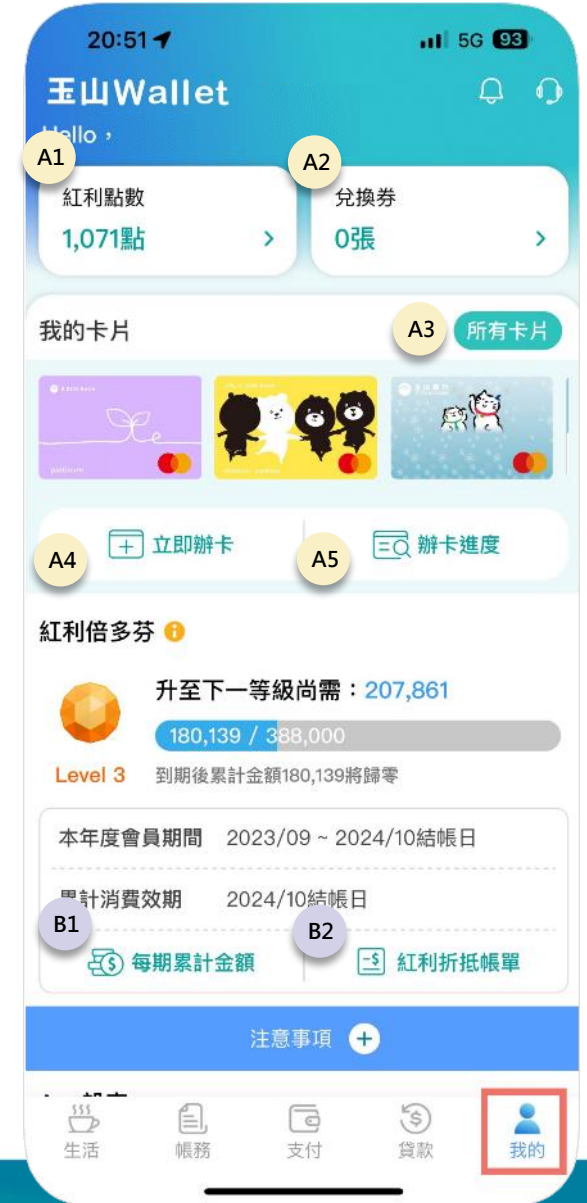 20:51 5G 93
玉山Wallet
Hello，
A1 A2
紅利點數 兌換券
1,071點 0張
我的卡片 A3 所有卡片
platinum
A4 立即辦卡 A5 辦卡進度
紅利倍多芬
升至下一等級尚需：207,861
180,139 / 388,000
Level 3 到期後累計金額180,139將歸零
本年度會員期間 2023/09 ~ 2024/10結帳日
累計消費效期 2024/10結帳日
B1 B2
每期累計金額 紅利折抵帳單
注意事項
生活 帳務 支付 貸款 我的